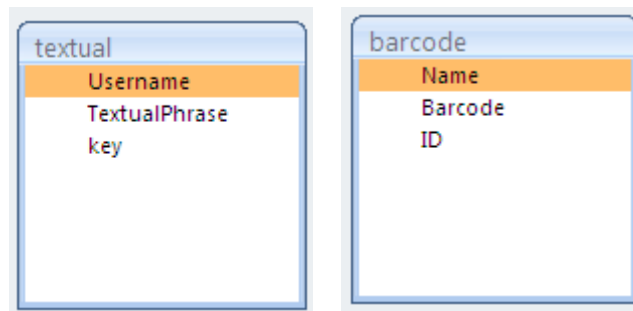 textual
Username
TextualPhrase
key
barcode
Name
Barcode
ID